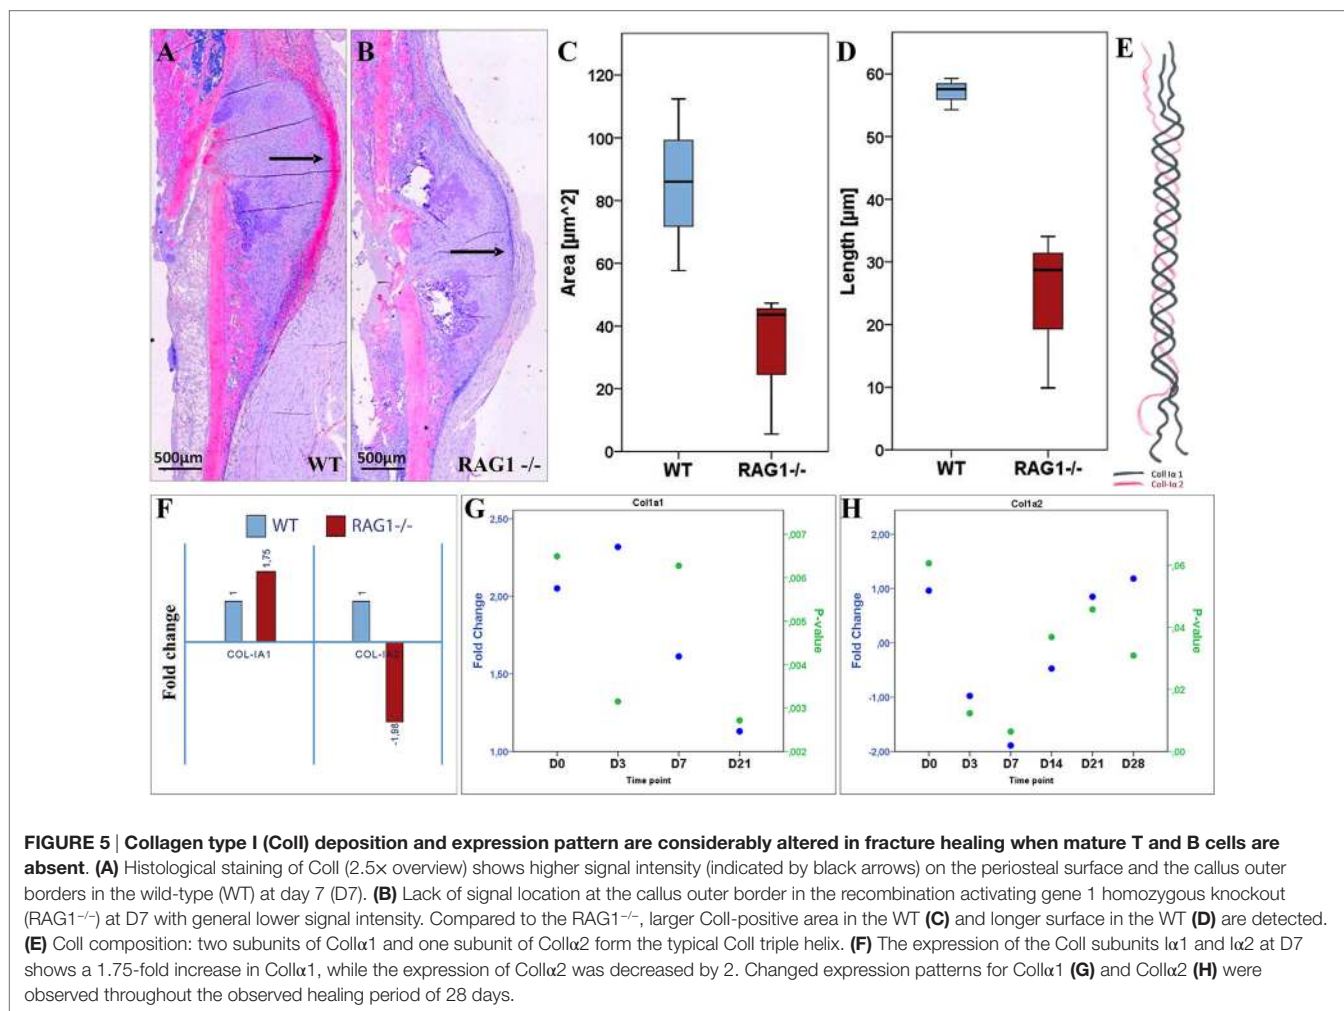 A
B
C
D
E
120
100
80
60
40
20
0
Area [µm^2]
WT
RAG1-/-
60
50
40
30
20
10
0
Length [µm]
WT
RAG1-/-
500µm
WT
500µm
RAG1 -/-
Coll Iα 1
Coll-Iα 2
F
WT
RAG1-/-
Fold change
1
1,75
COL-IA1
1
COL-IA2
-1,98
G
Col1a1
2,50
2,00
1,50
1,00
Fold Change
,007
,006
,005
,004
,003
,002
P-value
D0
D3
D7
D21
Time point
H
Col1a2
2,00
1,00
,00
-1,00
-2,00
Fold Change
,06
,04
,02
,00
P-value
D0
D3
D7
D14
D21
D28
Time point
FIGURE 5 | Collagen type I (ColI) deposition and expression pattern are considerably altered in fracture healing when mature T and B cells are
absent. (A) Histological staining of ColI (2.5× overview) shows higher signal intensity (indicated by black arrows) on the periosteal surface and the callus outer
borders in the wild-type (WT) at day 7 (D7). (B) Lack of signal location at the callus outer border in the recombination activating gene 1 homozygous knockout
(RAG1−/−) at D7 with general lower signal intensity. Compared to the RAG1−/−, larger ColI-positive area in the WT (C) and longer surface in the WT (D) are detected.
(E) ColI composition: two subunits of ColIα1 and one subunit of ColIα2 form the typical ColI triple helix. (F) The expression of the ColI subunits Iα1 and Iα2 at D7
shows a 1.75-fold increase in ColIα1, while the expression of ColIα2 was decreased by 2. Changed expression patterns for ColIα1 (G) and ColIα2 (H) were
observed throughout the observed healing period of 28 days.